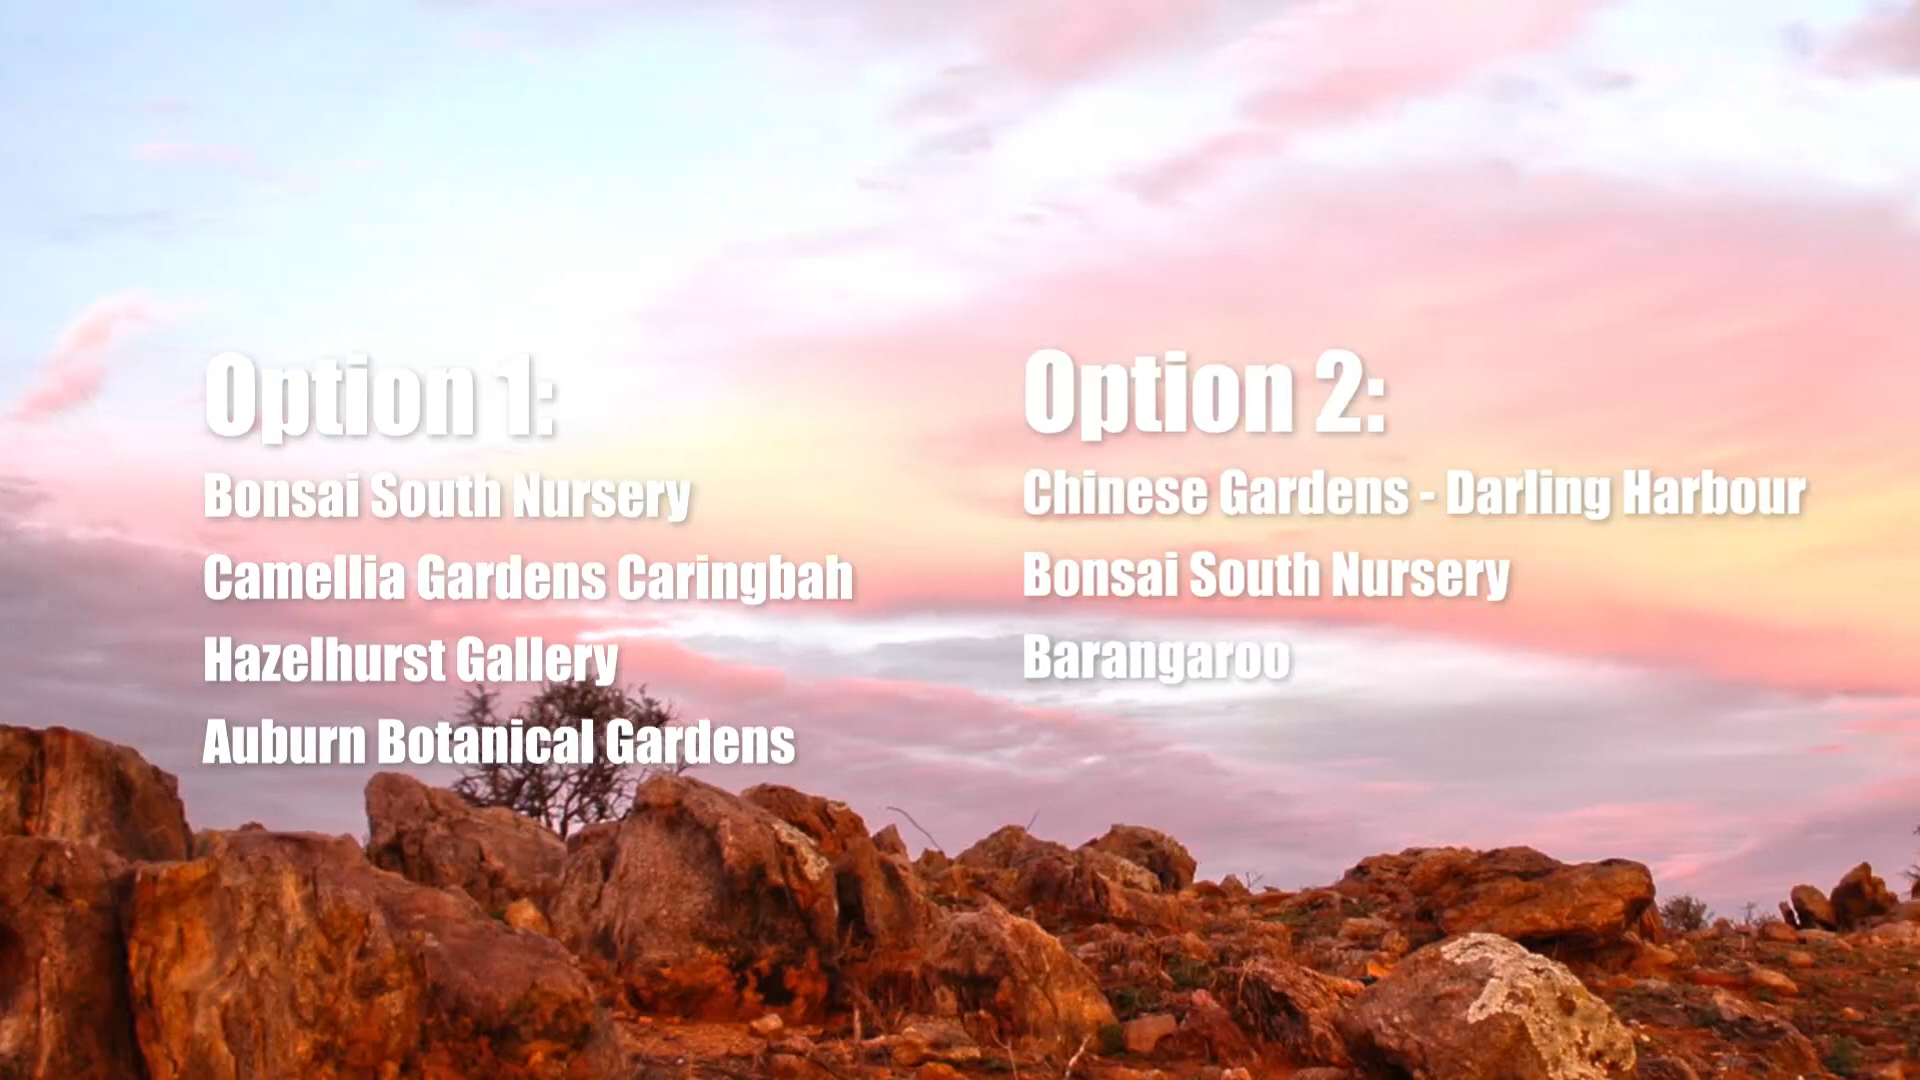 Option 1:
Bonsai South Nursery
Camellia Gardens Caringbah
Hazelhurst Gallery
Auburn Botanical Gardens
Option 2:
Chinese Gardens - Darling Harbour
Bonsai South Nursery
Barangaroo